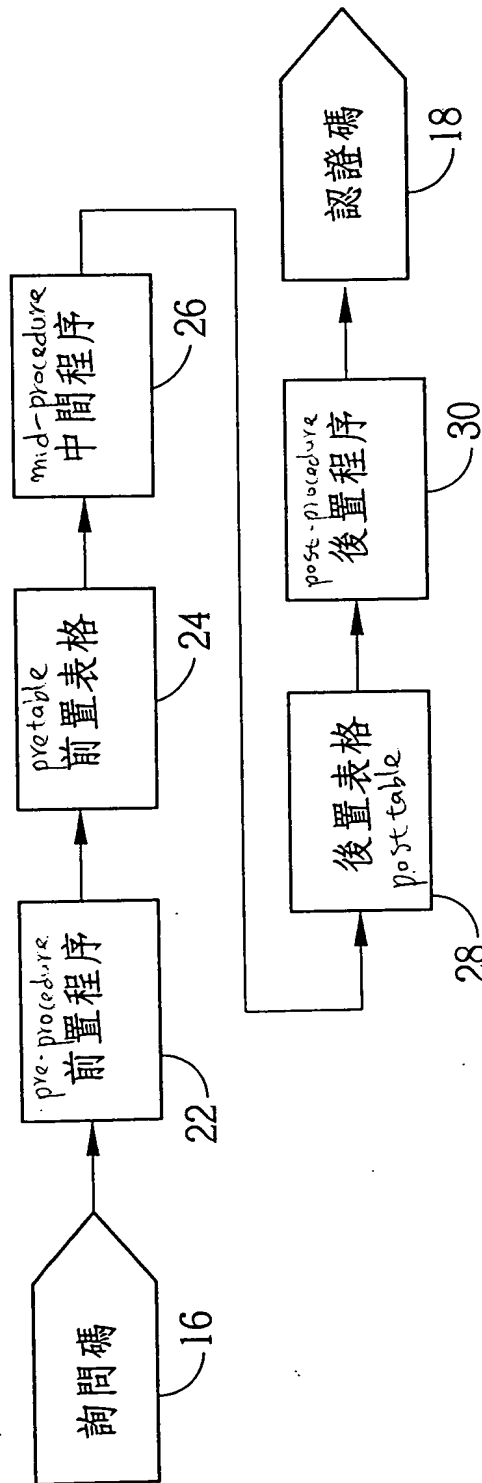 詢問碼
16
pre-procedure
前置程序
22
pretable
前置表格
24
mid-procedure
中間程序
26
後置表格
posttable
28
post-procedure
後置程序
30
認證碼
18